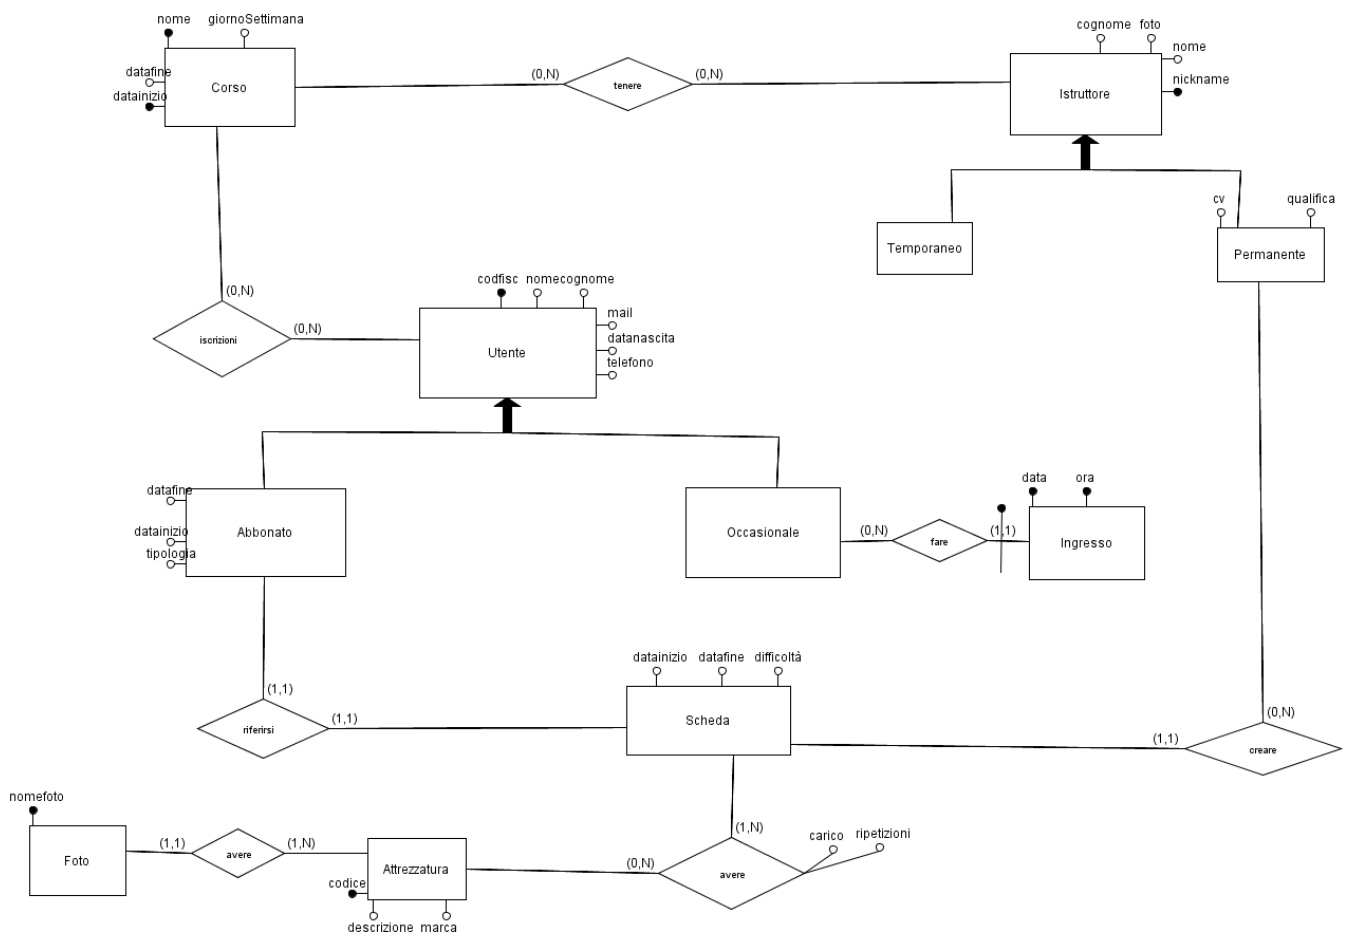 nome giornoSettimana
cognome foto
nome
datafine
Corso
(0,N) tenere (0,N)
nickname
datainizio
Istruttore
cv qualifica
Temporaneo
Permanente
codfisc nomecognome
(0,N)
mail
iscrizioni (0,N)
datanascita
Utente
telefono
datafine
data ora
datainizio
Abbonato
Occasionale
(0,N) fare (1,1)
Ingresso
tipologia
datainizio datafine difficoltà
(1,1)
riferirsi (1,1)
Scheda
(0,N)
(1,1) creare
nomefoto
(1,N)
carico ripetizioni
Foto
(1,1) avere (1,N)
Attrezzatura
(0,N) avere
codice
descrizione marca